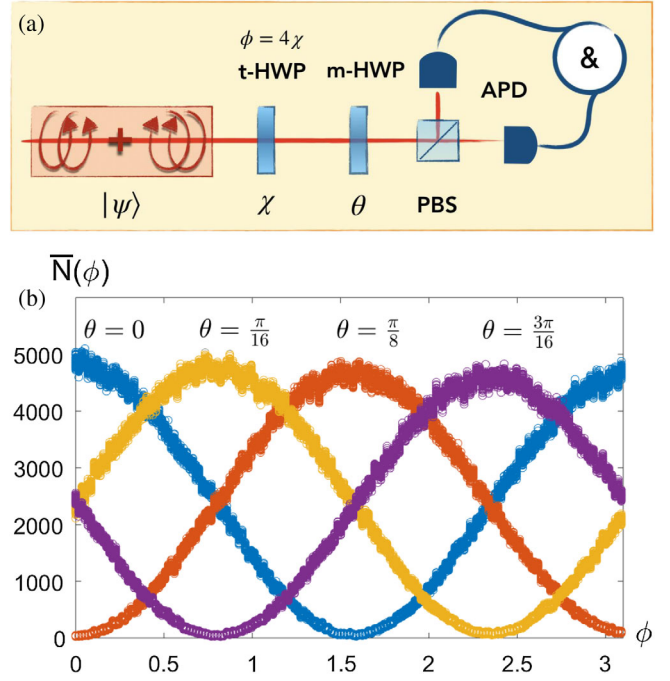 (a)
ϕ = 4χ
t-HWP m-HWP APD &
|ψ⟩ χ θ PBS
N̅(ϕ)
(b)
θ = 0 θ = π/16 θ = π/8 θ = 3π/16
5000
4000
3000
2000
1000
0
0 0.5 1 1.5 2 2.5 3 ϕ